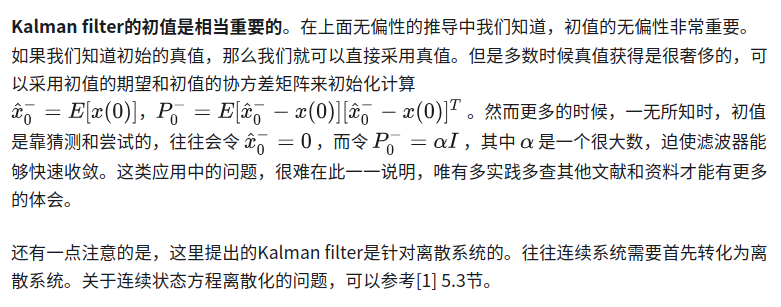 Kalman filter的初值是相当重要的。在上面无偏性的推导中我们知道，初值的无偏性非常重要。
如果我们知道初始的真值，那么我们就可以直接采用真值。但是多数时候真值获得是很奢侈的，可
以采用初值的期望和初值的协方差矩阵来初始化计算
$\hat{x}_0^- = E[x(0)]$，$P_0^- = E[\hat{x}_0^- - x(0)][\hat{x}_0^- - x(0)]^T$ 。然而更多的时候，一无所知时，初值
是靠猜测和尝试的，往往会令 $\hat{x}_0^- = 0$ ，而令 $P_0^- = \alpha I$ ，其中 $\alpha$ 是一个很大数，迫使滤波器能
够快速收敛。这类应用中的问题，很难在此一一说明，唯有多实践多查其他文献和资料才能有更多
的体会。
还有一点注意的是，这里提出的Kalman filter是针对离散系统的。往往连续系统需要首先转化为离
散系统。关于连续状态方程离散化的问题，可以参考[1] 5.3节。